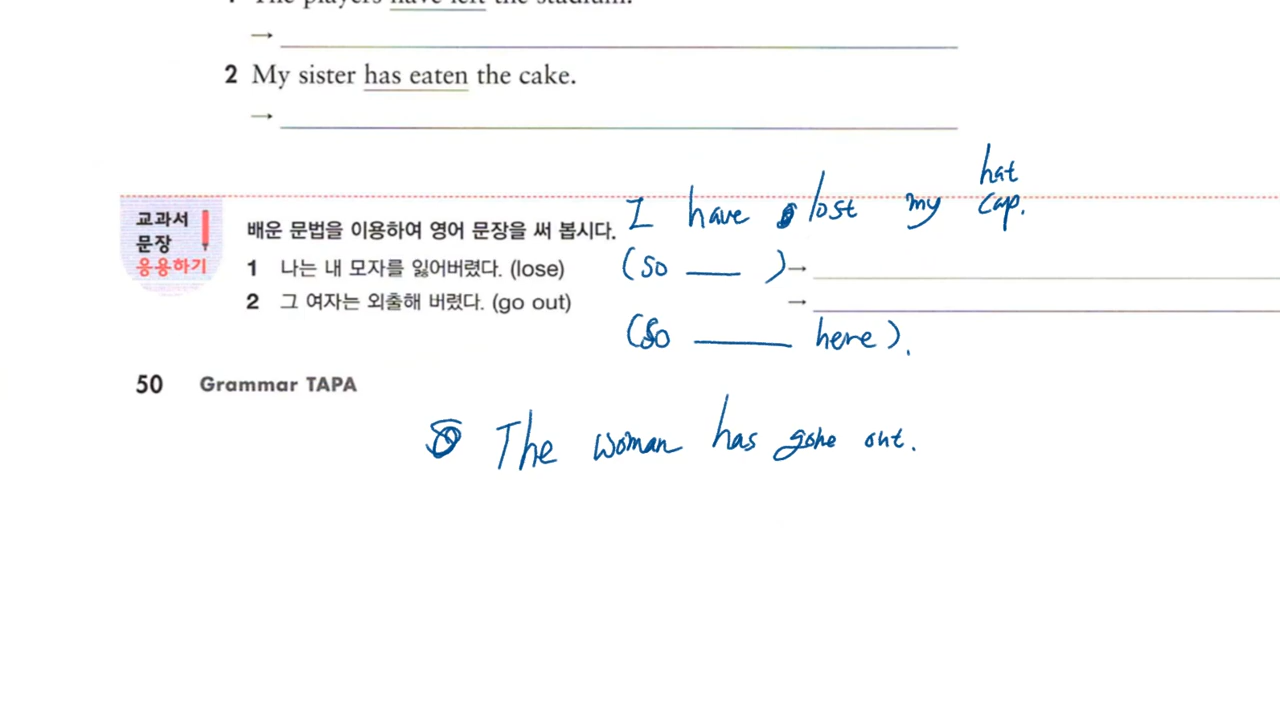 The players have left the stadium.
→
2 My sister has eaten the cake.
→
hat
I have lost my cap.
교과서
문장
응용하기
배운 문법을 이용하여 영어 문장을 써 봅시다.
1 나는 내 모자를 잃어버렸다. (lose) (so ___ ) →
2 그 여자는 외출해 버렸다. (go out) →
(So ___ here).
50 Grammar TAPA
The woman has gone out.